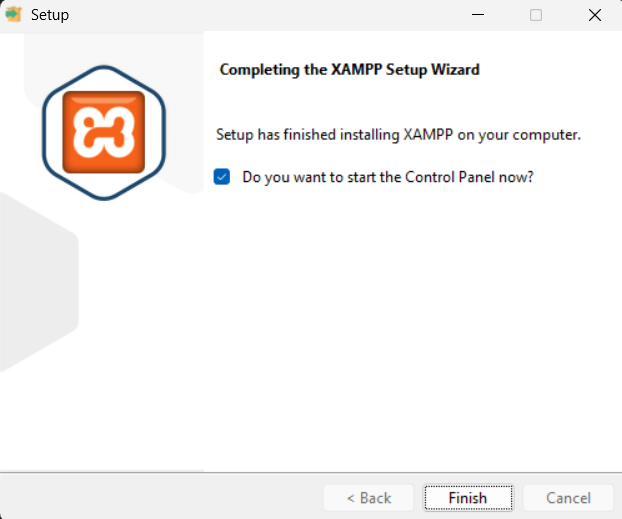 Setup
Completing the XAMPP Setup Wizard
Setup has finished installing XAMPP on your computer.
Do you want to start the Control Panel now?
< Back
Finish
Cancel